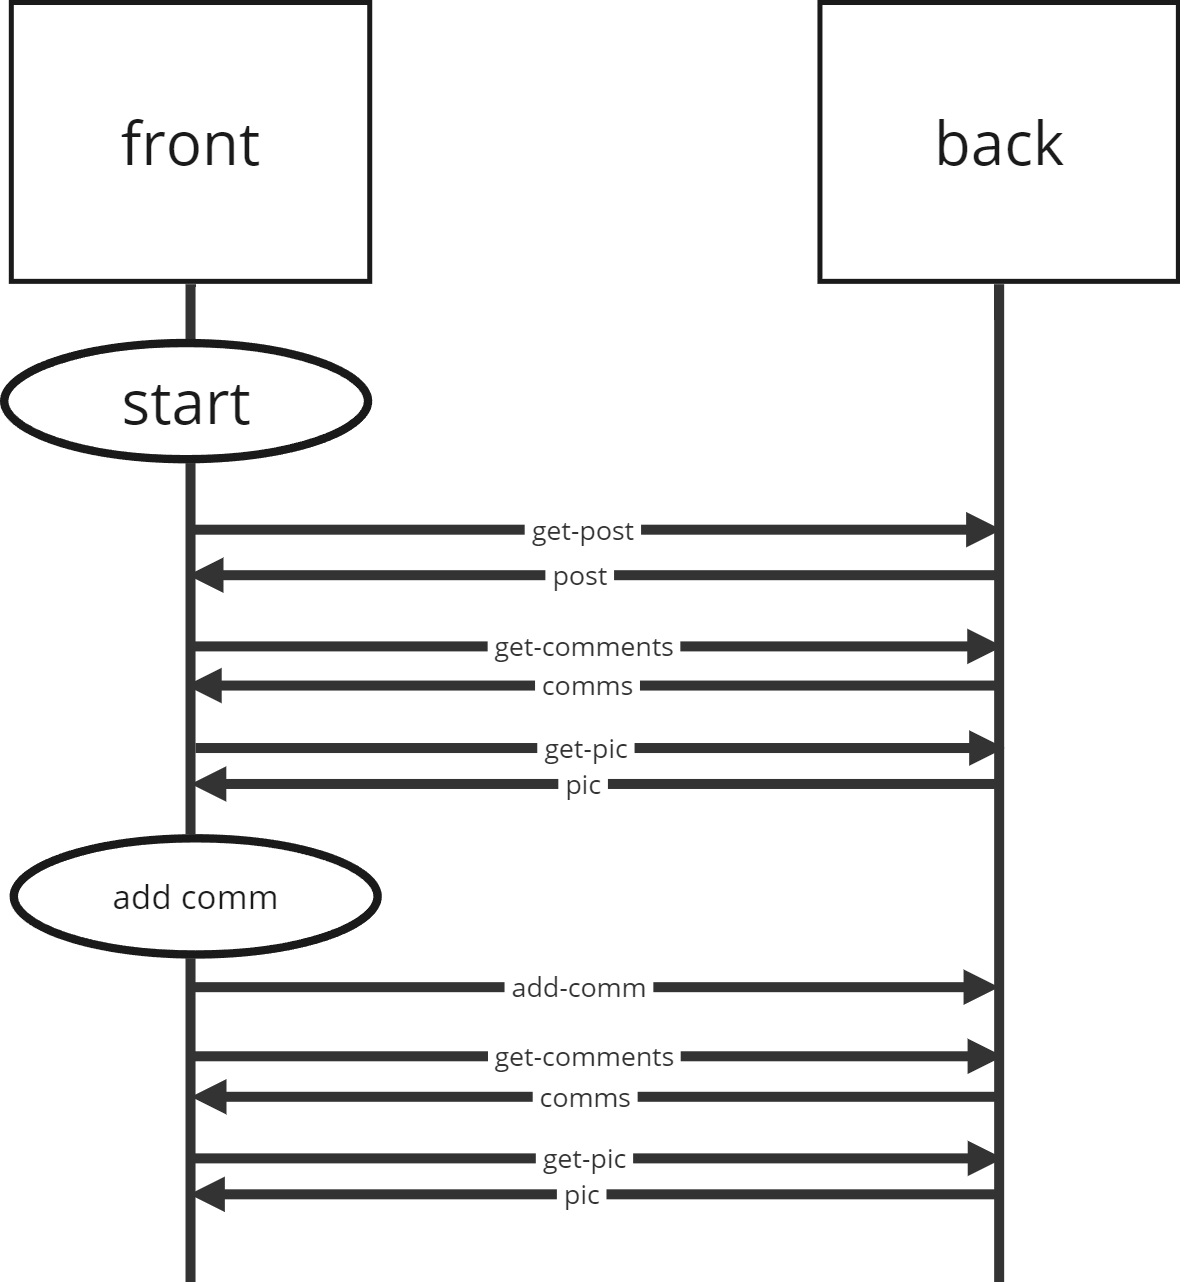 front
back
start
get-post
post
get-comments
comms
get-pic
pic
add comm
add-comm
get-comments
comms
get-pic
pic